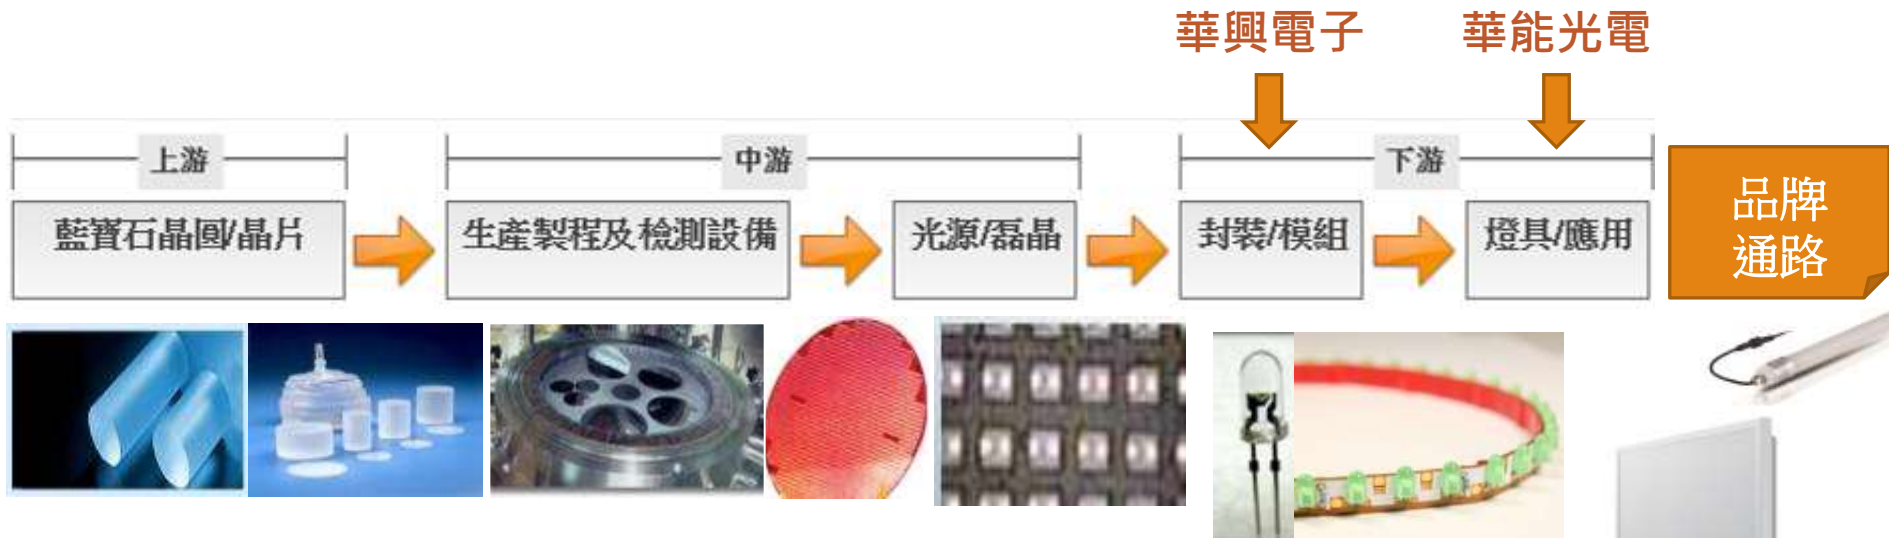 華興電子
華能光電
上游
中游
下游
藍寶石晶圓/晶片
生產製程及檢測設備
光源/磊晶
封裝/模組
燈具/應用
品牌
通路